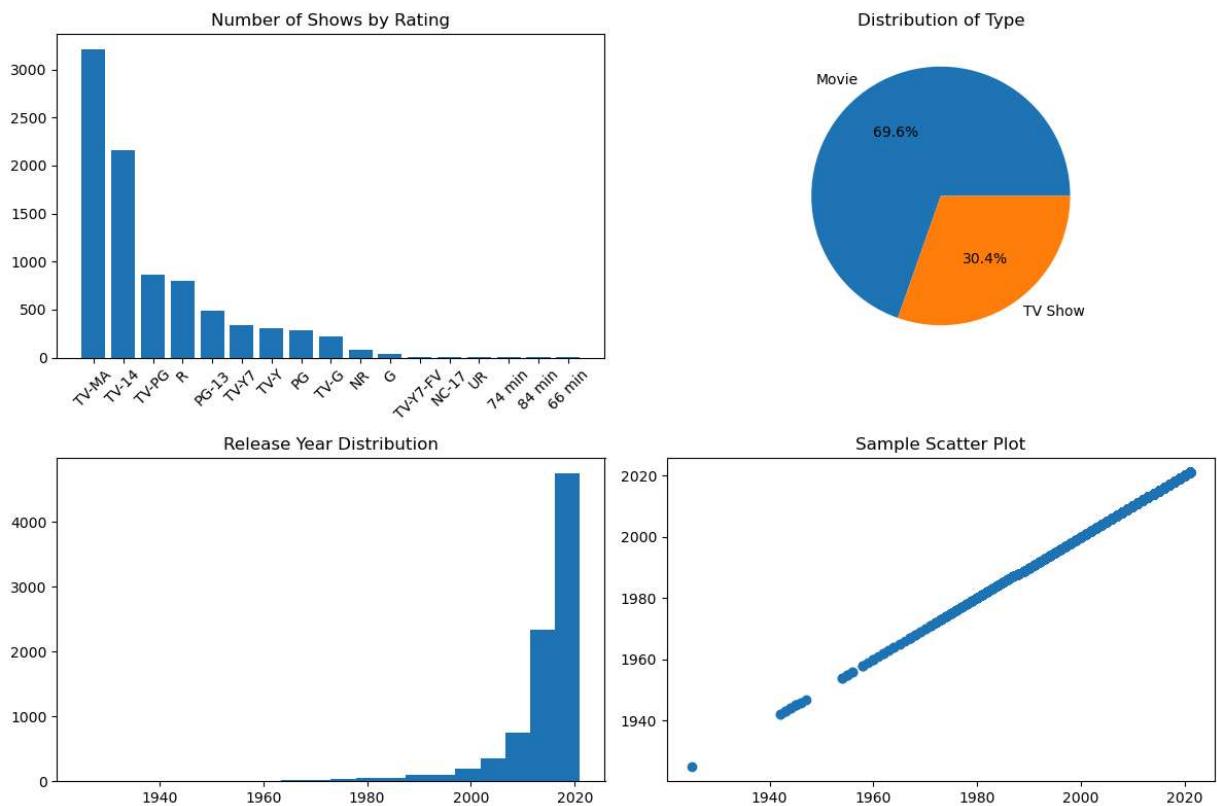 Number of Shows by Rating
3000
2500
2000
1500
1000
500
0
TV-MA
TV-14
TV-PG
R
PG-13
TV-Y7
TV-Y
PG
TV-G
NR
G
TV-Y7-FV
NC-17
UR
74 min
84 min
66 min
Distribution of Type
Movie
69.6%
30.4%
TV Show
Release Year Distribution
4000
3000
2000
1000
0
1940 1960 1980 2000 2020
Sample Scatter Plot
2020
2000
1980
1960
1940
1940 1960 1980 2000 2020